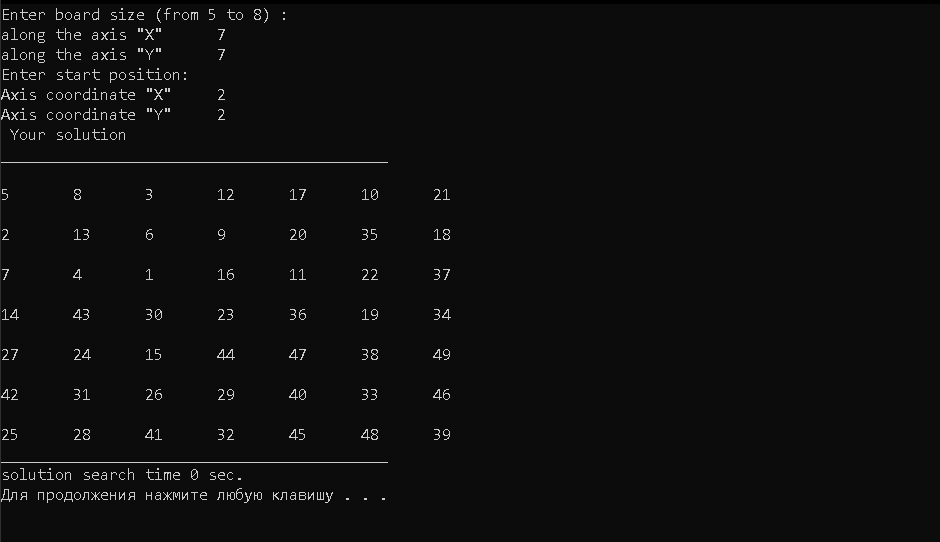 Enter board size (from 5 to 8) :
along the axis "X" 7
along the axis "Y" 7
Enter start position:
Axis coordinate "X" 2
Axis coordinate "Y" 2
Your solution
5 8 3 12 17 10 21
2 13 6 9 20 35 18
7 4 1 16 11 22 37
14 43 30 23 36 19 34
27 24 15 44 47 38 49
42 31 26 29 40 33 46
25 28 41 32 45 48 39
solution search time 0 sec.
Для продолжения нажмите любую клавишу . . .